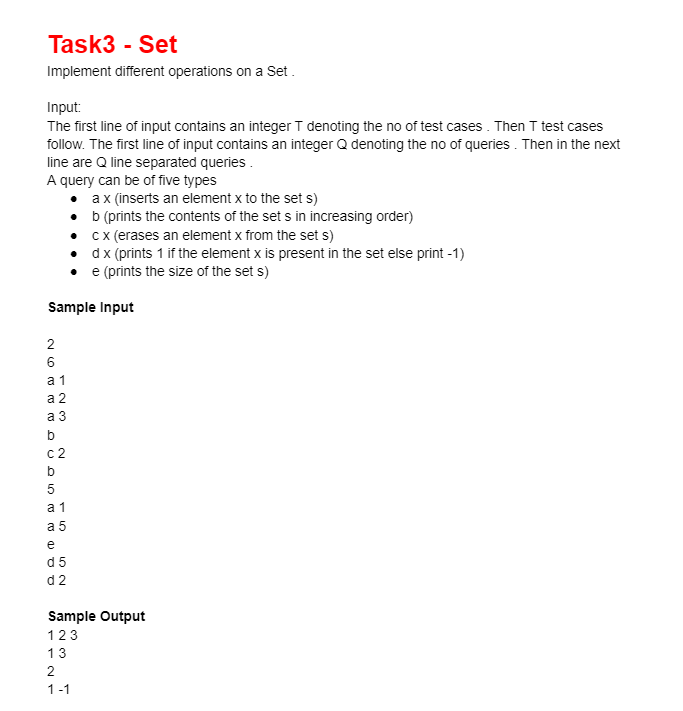 Task3 - Set
Implement different operations on a Set .
Input:
The first line of input contains an integer T denoting the no of test cases . Then T test cases
follow. The first line of input contains an integer Q denoting the no of queries . Then in the next
line are Q line separated queries .
A query can be of five types
● a x (inserts an element x to the set s)
● b (prints the contents of the set s in increasing order)
● c x (erases an element x from the set s)
● d x (prints 1 if the element x is present in the set else print -1)
● e (prints the size of the set s)
Sample Input
2
6
a 1
a 2
a 3
b
c 2
b
5
a 1
a 5
e
d 5
d 2
Sample Output
1 2 3
1 3
2
1 -1